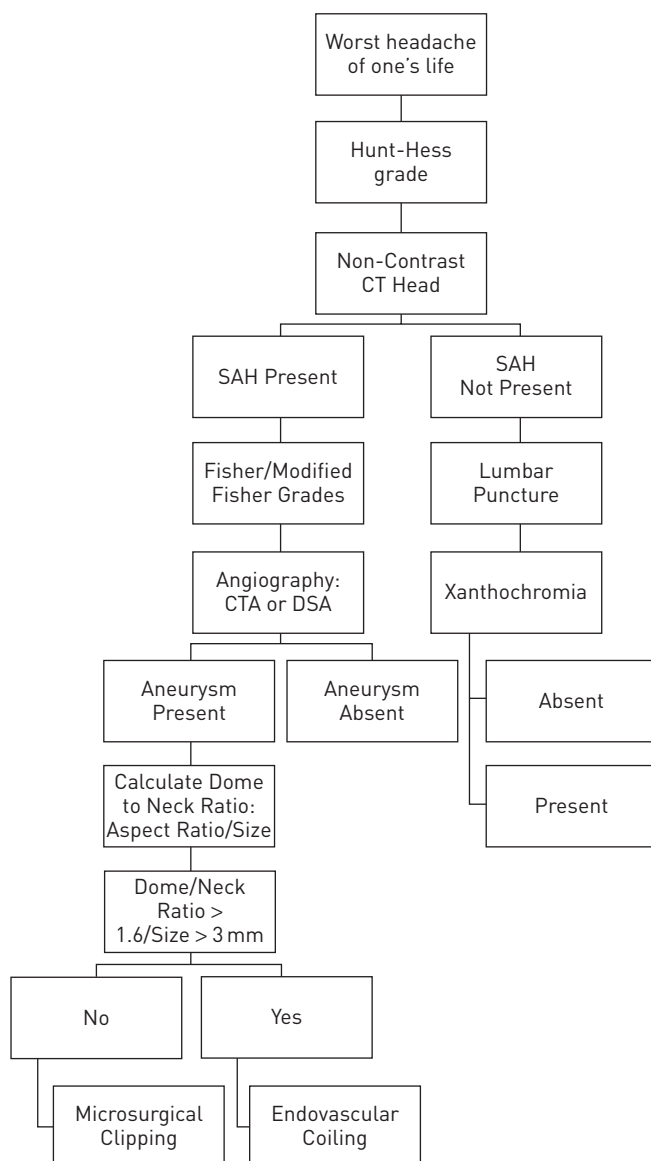 Worst headache
of one's life
Hunt-Hess
grade
Non-Contrast
CT Head
SAH Present
SAH
Not Present
Fisher/Modified
Fisher Grades
Lumbar
Puncture
Angiography:
CTA or DSA
Xanthochromia
Aneurysm
Present
Aneurysm
Absent
Absent
Calculate Dome
to Neck Ratio:
Aspect Ratio/Size
Present
Dome/Neck
Ratio >
1.6/Size > 3 mm
No
Yes
Microsurgical
Clipping
Endovascular
Coiling